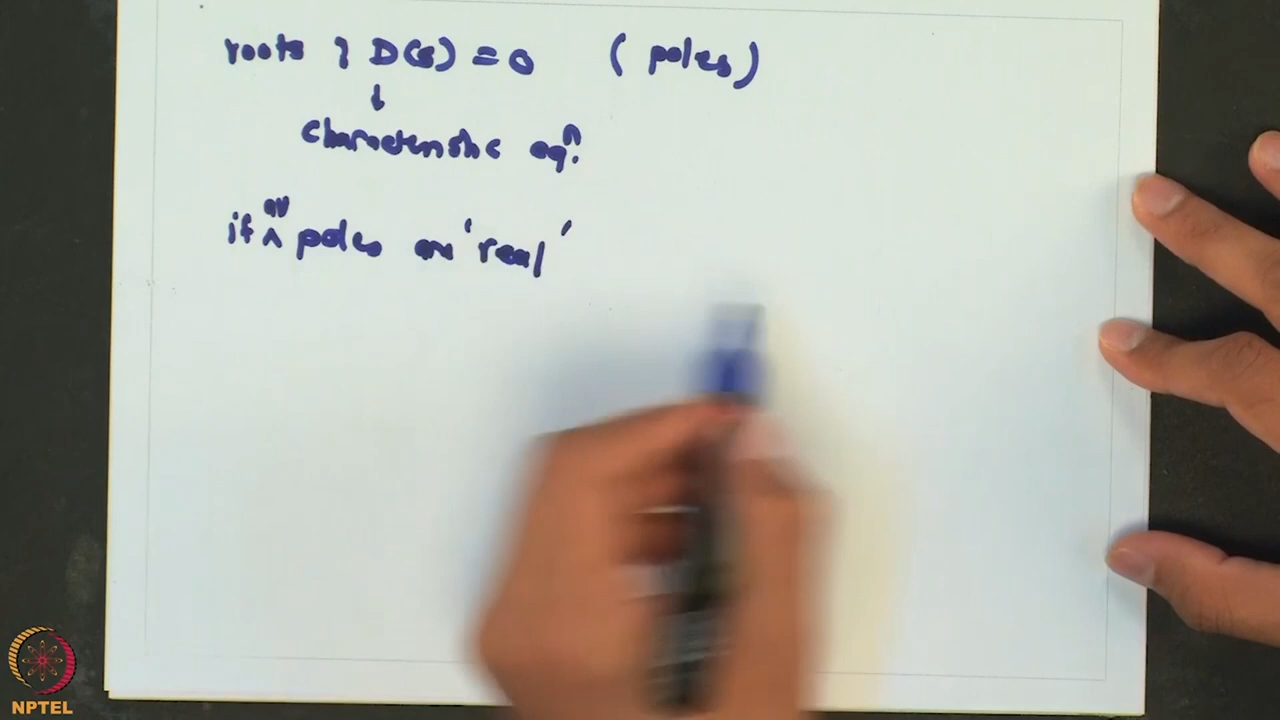 roots of D(s) = 0 ( poles )
↓
characteristic eqn.
if all poles are 'real'
NPTEL